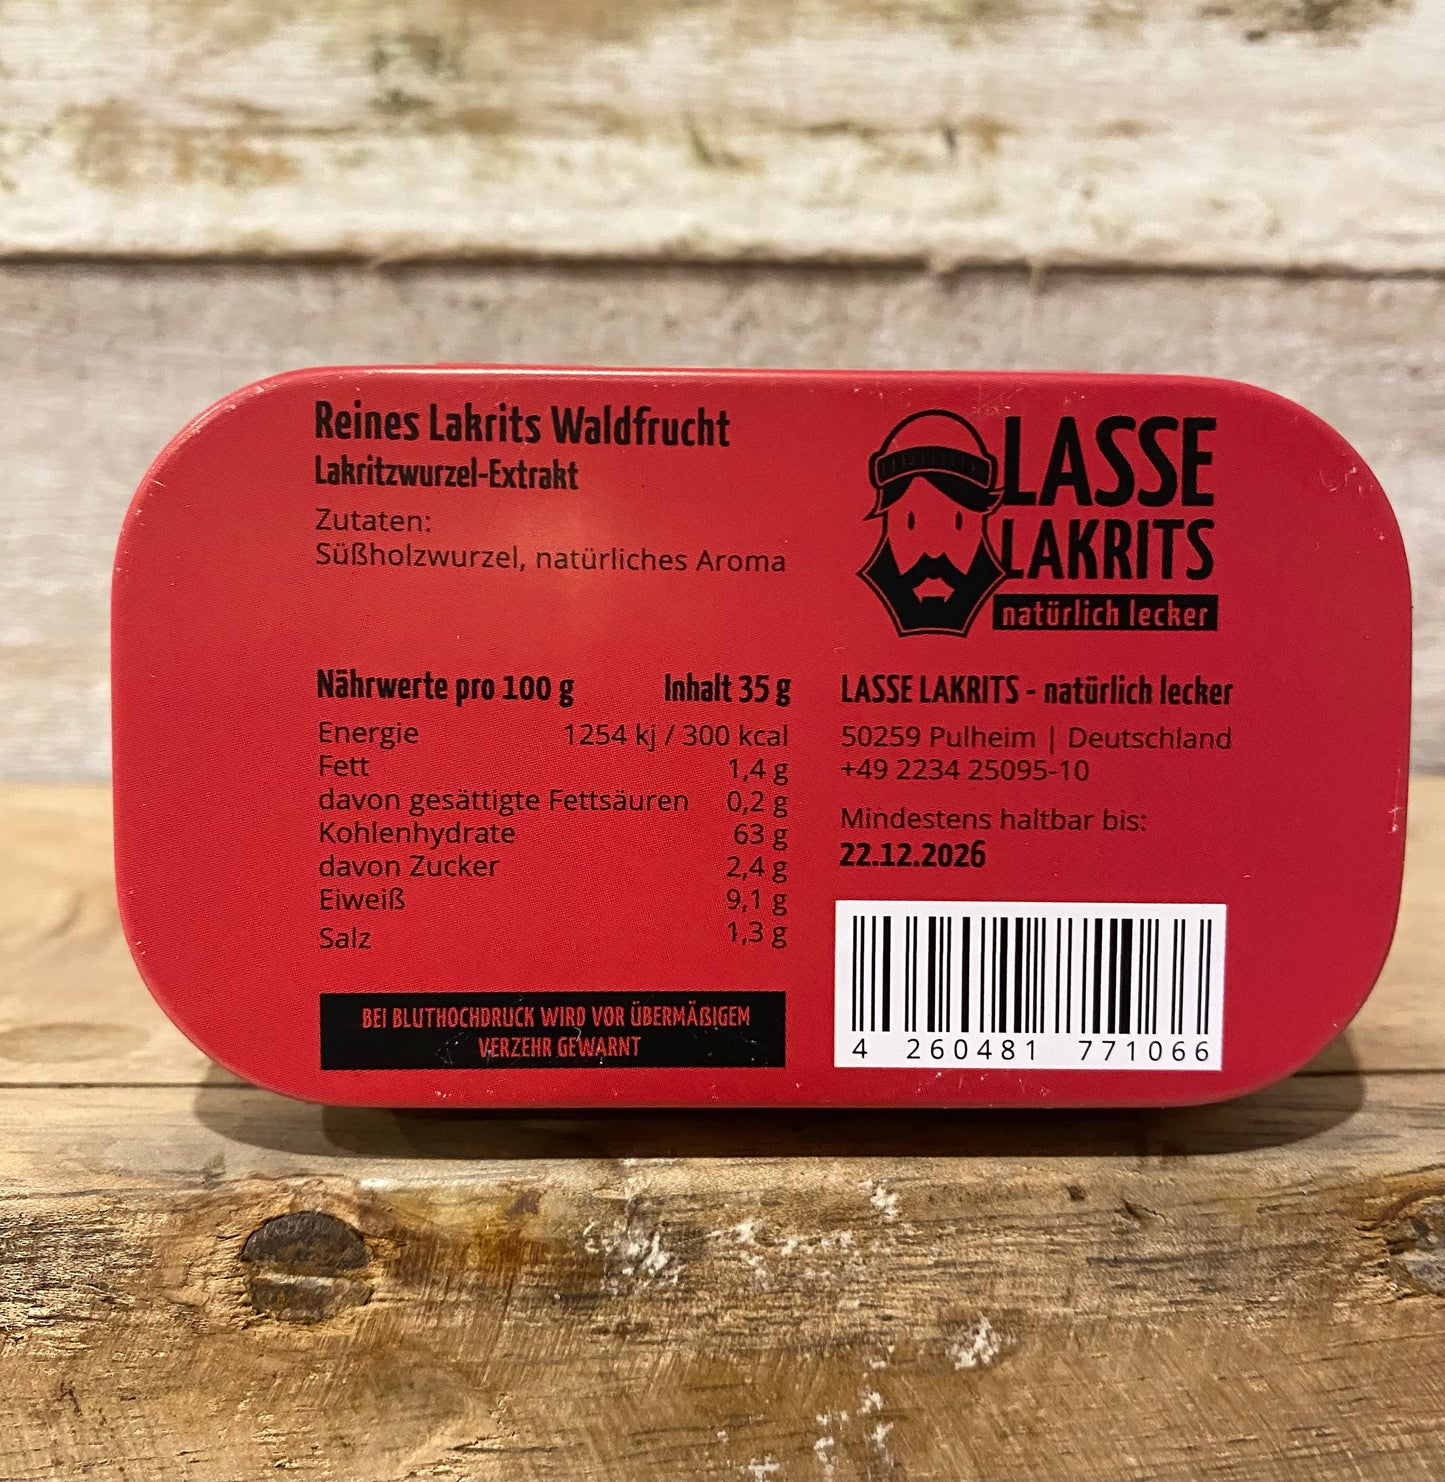 Reines Lakrits Waldfrucht
Lakritzwurzel-Extrakt
Zutaten:
Süßholzwurzel, natürliches Aroma
Nährwerte pro 100 g Inhalt 35 g
Energie 1254 kj / 300 kcal
Fett 1,4 g
davon gesättigte Fettsäuren 0,2 g
Kohlenhydrate 63 g
davon Zucker 2,4 g
Eiweiß 9,1 g
Salz 1,3 g
BEI BLUTHOCHDRUCK WIRD VOR ÜBERMÄßIGEM
VERZEHR GEWARNT
LASSE
LAKRITS
natürlich lecker
LASSE LAKRITS - natürlich lecker
50259 Pulheim | Deutschland
+49 2234 25095-10
Mindestens haltbar bis:
22.12.2026
4 260481 771066